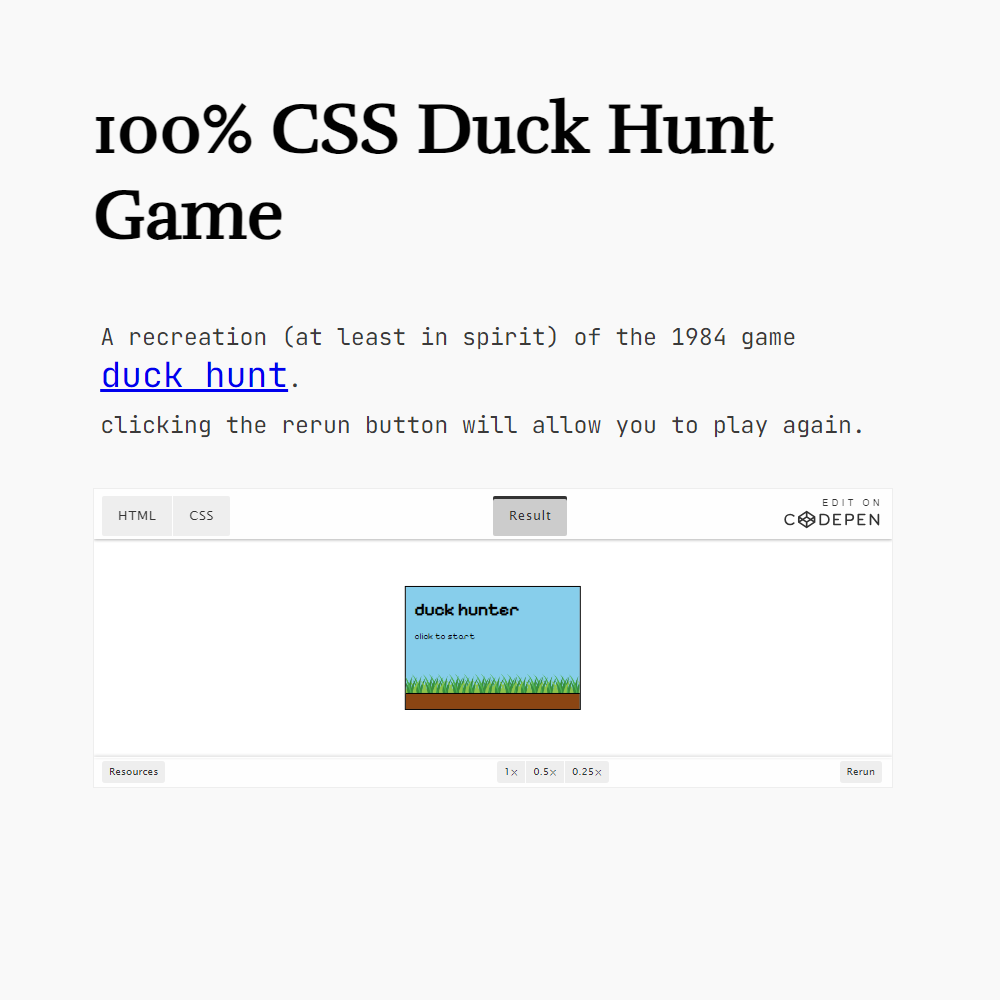 100% CSS Duck Hunt
Game
A recreation (at least in spirit) of the 1984 game
duck hunt.
clicking the rerun button will allow you to play again.
HTML CSS Result EDIT ON
CODEPEN
duck hunter
click to start
Resources 1× 0.5× 0.25× Rerun